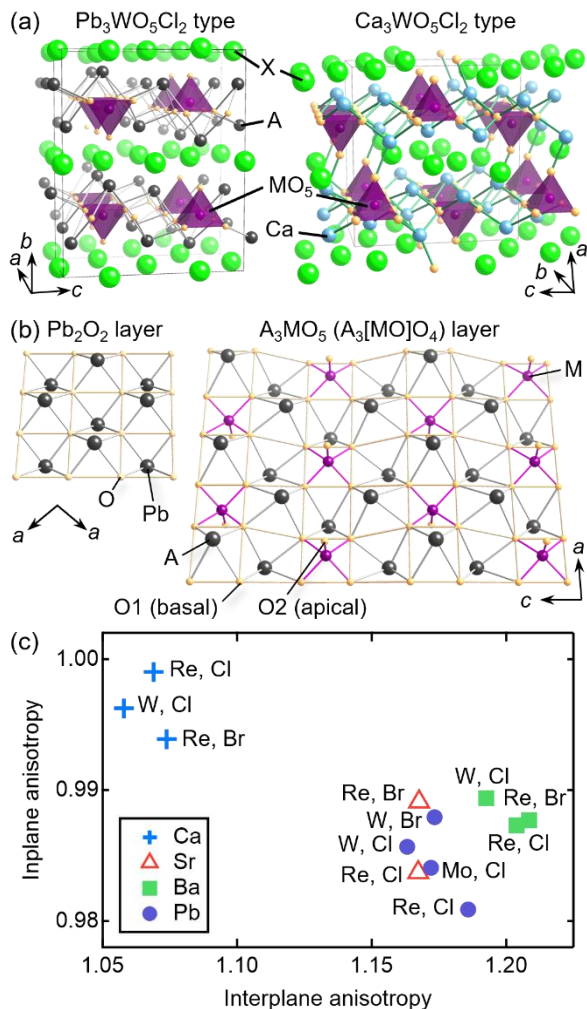 (a) Pb₃WO₅Cl₂ type
Ca₃WO₅Cl₂ type
X
A
MO₅
Ca
b
a
c
a
b
c
(b) Pb₂O₂ layer
A₃MO₅ (A₃[MO]O₄) layer
M
O
Pb
a
a
A
O1 (basal)
O2 (apical)
a
c
(c)
1.00
0.99
0.98
Inplane anisotropy
Re, Cl
W, Cl
Re, Br
Re, Br
W, Br
W, Cl
Re, Cl
Mo, Cl
Re, Cl
W, Cl
Re, Br
Re, Cl
Ca
Sr
Ba
Pb
1.05
1.10
1.15
1.20
Interplane anisotropy